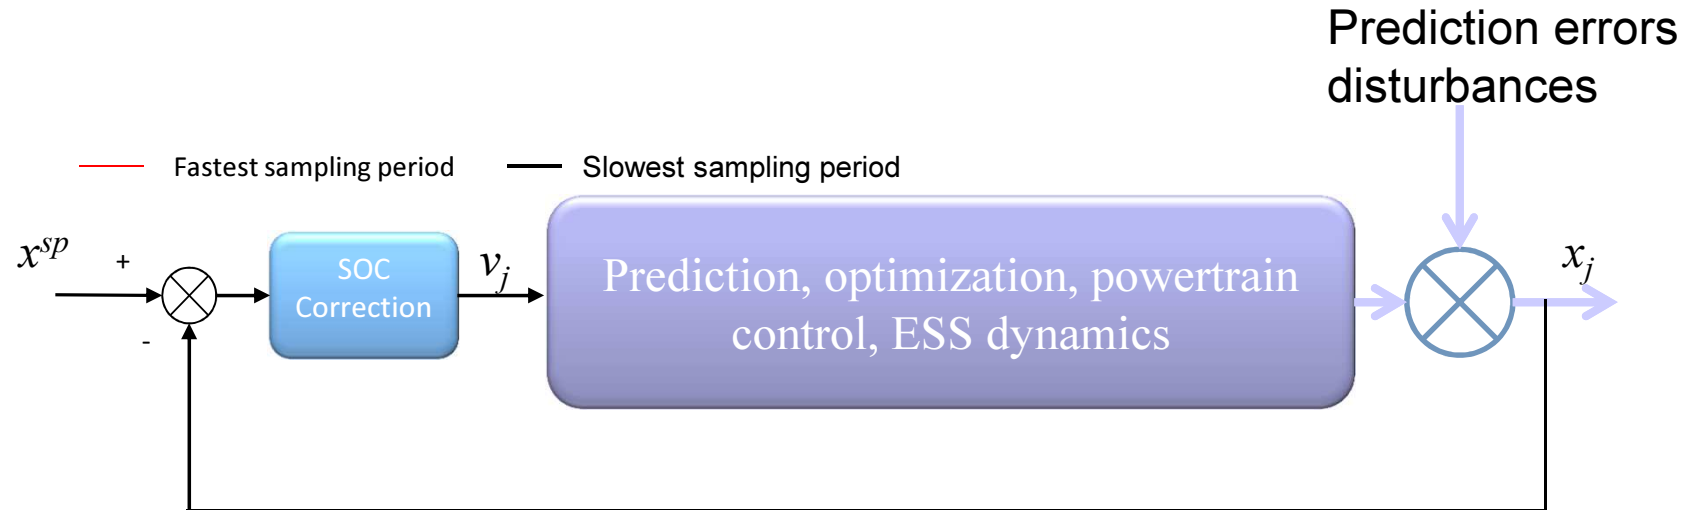 Prediction errors
disturbances
Fastest sampling period
Slowest sampling period
x^{sp}
+
-
SOC
Correction
v_j
Prediction, optimization, powertrain
control, ESS dynamics
x_j